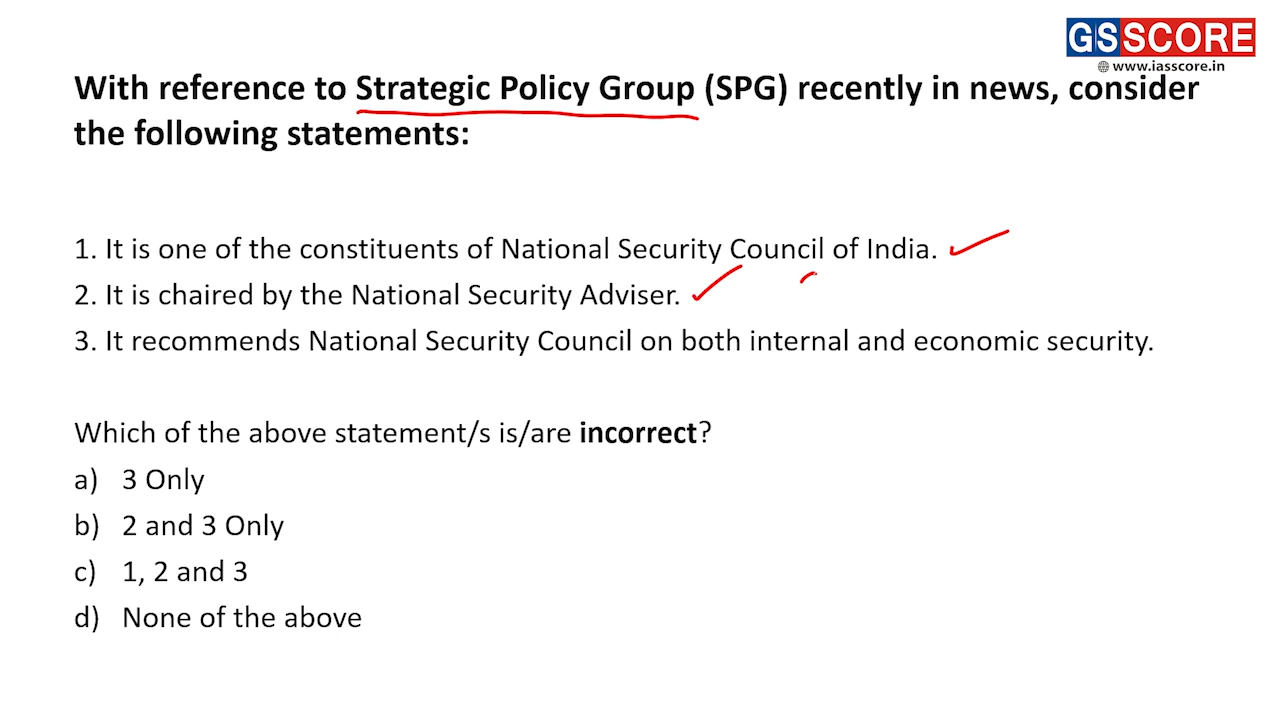 GSSCORE
www.iasscore.in
With reference to Strategic Policy Group (SPG) recently in news, consider
the following statements:
1. It is one of the constituents of National Security Council of India.
2. It is chaired by the National Security Adviser.
3. It recommends National Security Council on both internal and economic security.
Which of the above statement/s is/are incorrect?
a) 3 Only
b) 2 and 3 Only
c) 1, 2 and 3
d) None of the above